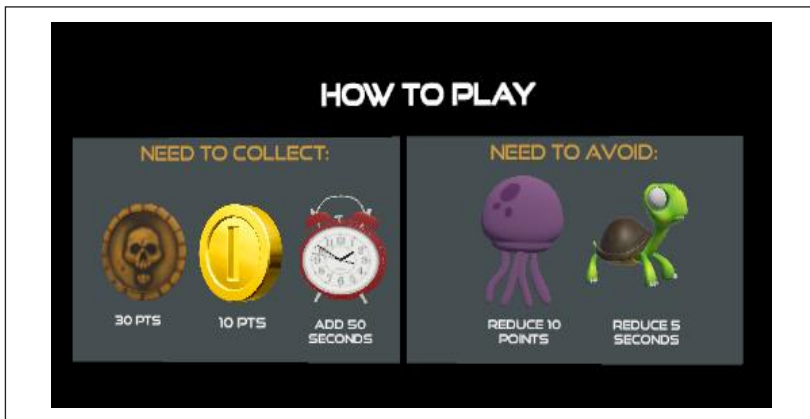 HOW TO PLAY
NEED TO COLLECT:
30 PTS
10 PTS
ADD 50
SECONDS
NEED TO AVOID:
REDUCE 10
POINTS
REDUCE 5
SECONDS